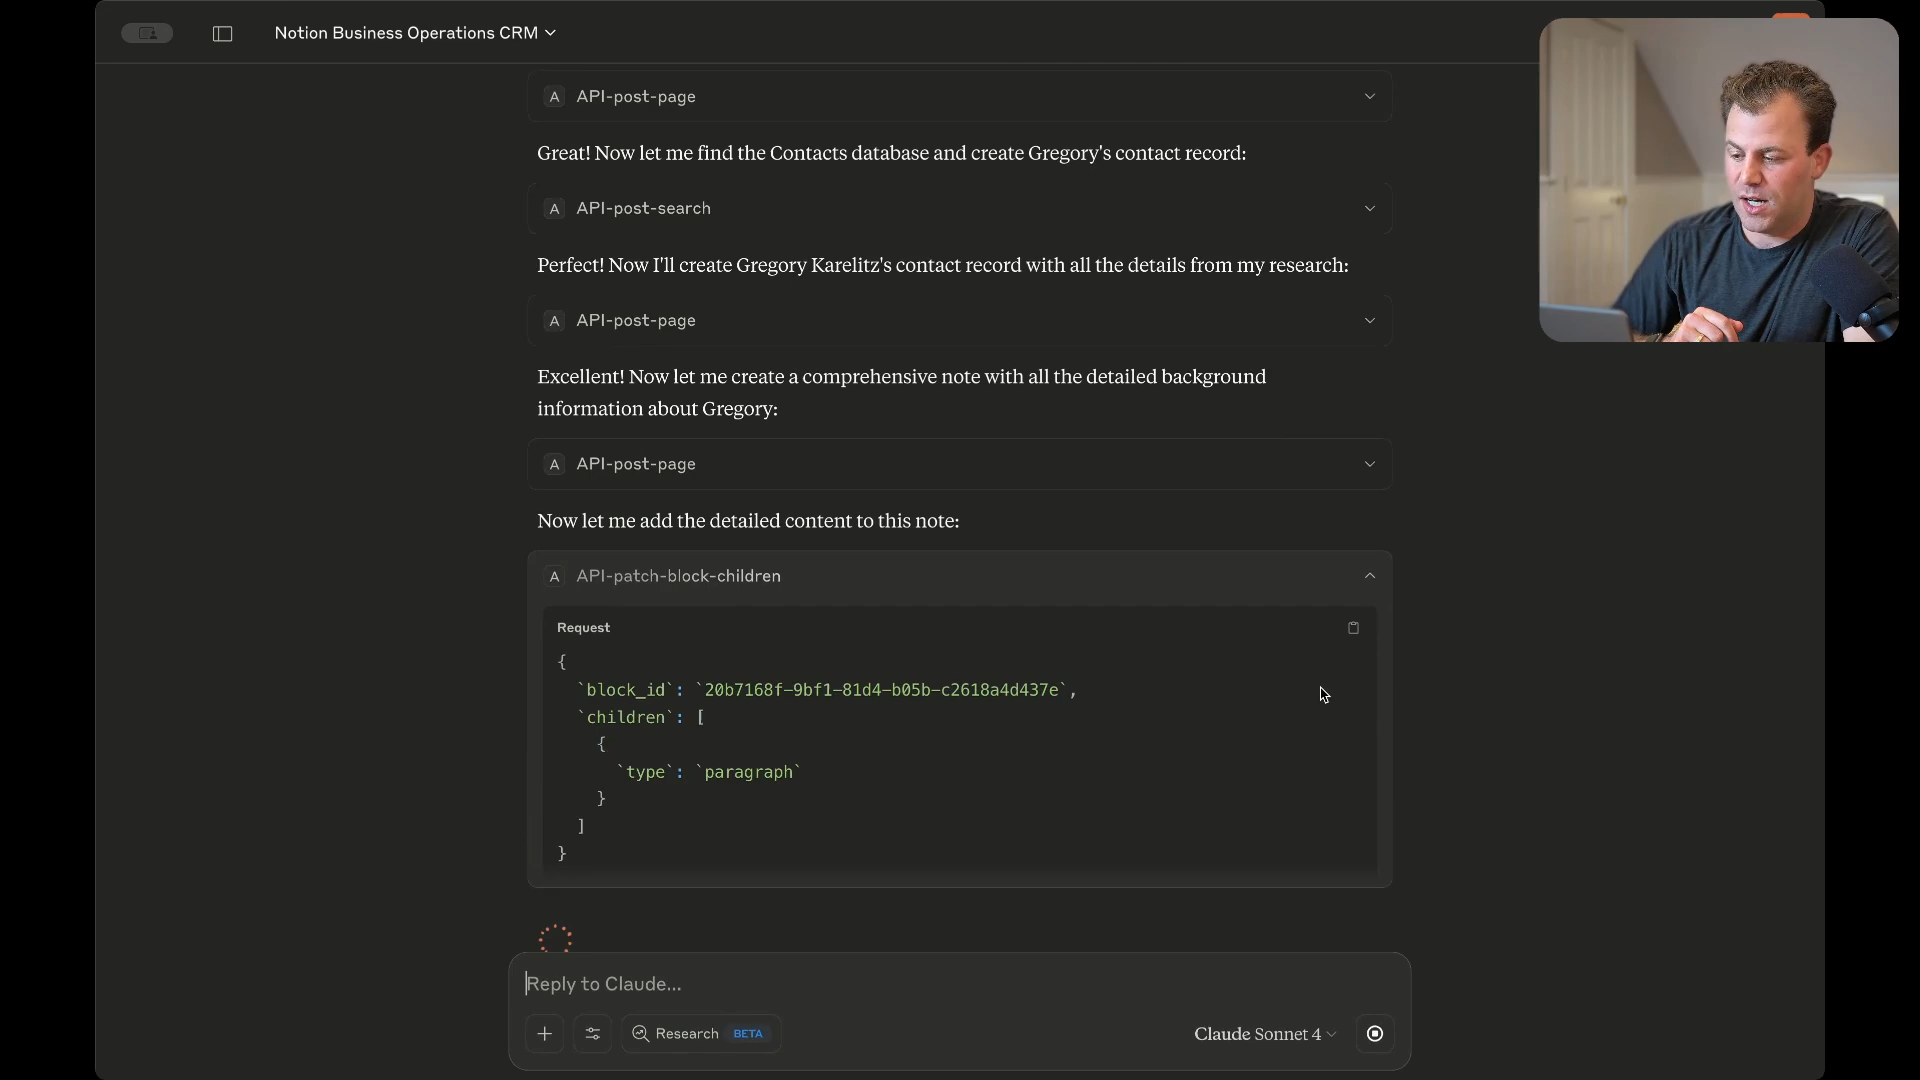 Notion Business Operations CRM
A API-post-page
Great! Now let me find the Contacts database and create Gregory's contact record:
A API-post-search
Perfect! Now I'll create Gregory Karelitz's contact record with all the details from my research:
A API-post-page
Excellent! Now let me create a comprehensive note with all the detailed background
information about Gregory:
A API-post-page
Now let me add the detailed content to this note:
A API-patch-block-children
Request
{
`block_id`: `20b7168f-9bf1-81d4-b05b-c2618a4d437e`,
`children`: [
{
`type`: `paragraph`
}
]
}
Reply to Claude...
Research BETA
Claude Sonnet 4